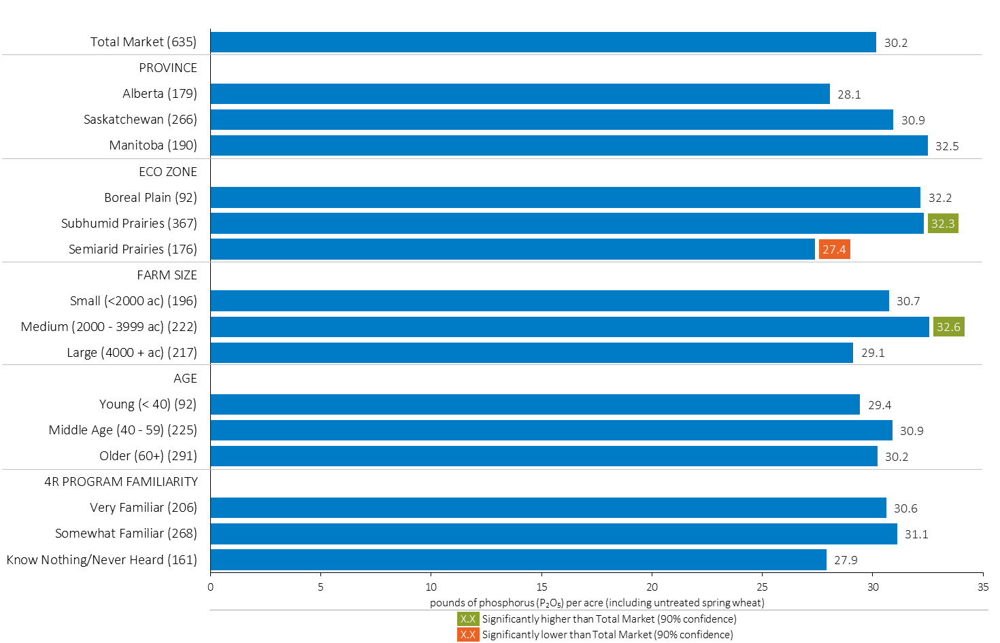 Total Market (635) 30.2
PROVINCE
Alberta (179) 28.1
Saskatchewan (266) 30.9
Manitoba (190) 32.5
ECO ZONE
Boreal Plain (92) 32.2
Subhumid Prairies (367) 32.3
Semiarid Prairies (176) 27.4
FARM SIZE
Small (<2000 ac) (196) 30.7
Medium (2000 - 3999 ac) (222) 32.6
Large (4000 + ac) (217) 29.1
AGE
Young (< 40) (92) 29.4
Middle Age (40 - 59) (225) 30.9
Older (60+) (291) 30.2
4R PROGRAM FAMILIARITY
Very Familiar (206) 30.6
Somewhat Familiar (268) 31.1
Know Nothing/Never Heard (161) 27.9
0 5 10 15 20 25 30 35
pounds of phosphorus (P₂O₅) per acre (including untreated spring wheat)
X.X Significantly higher than Total Market (90% confidence)
X.X Significantly lower than Total Market (90% confidence)